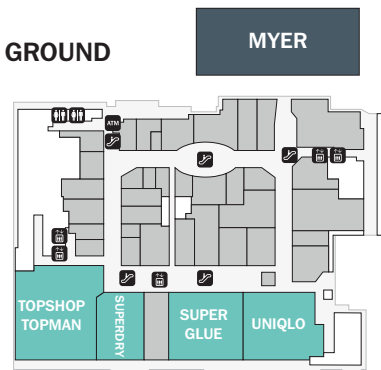 MYER
GROUND
ATM
TOPSHOP
TOPMAN
SUPERDRY
SUPER
GLUE
UNIQLO